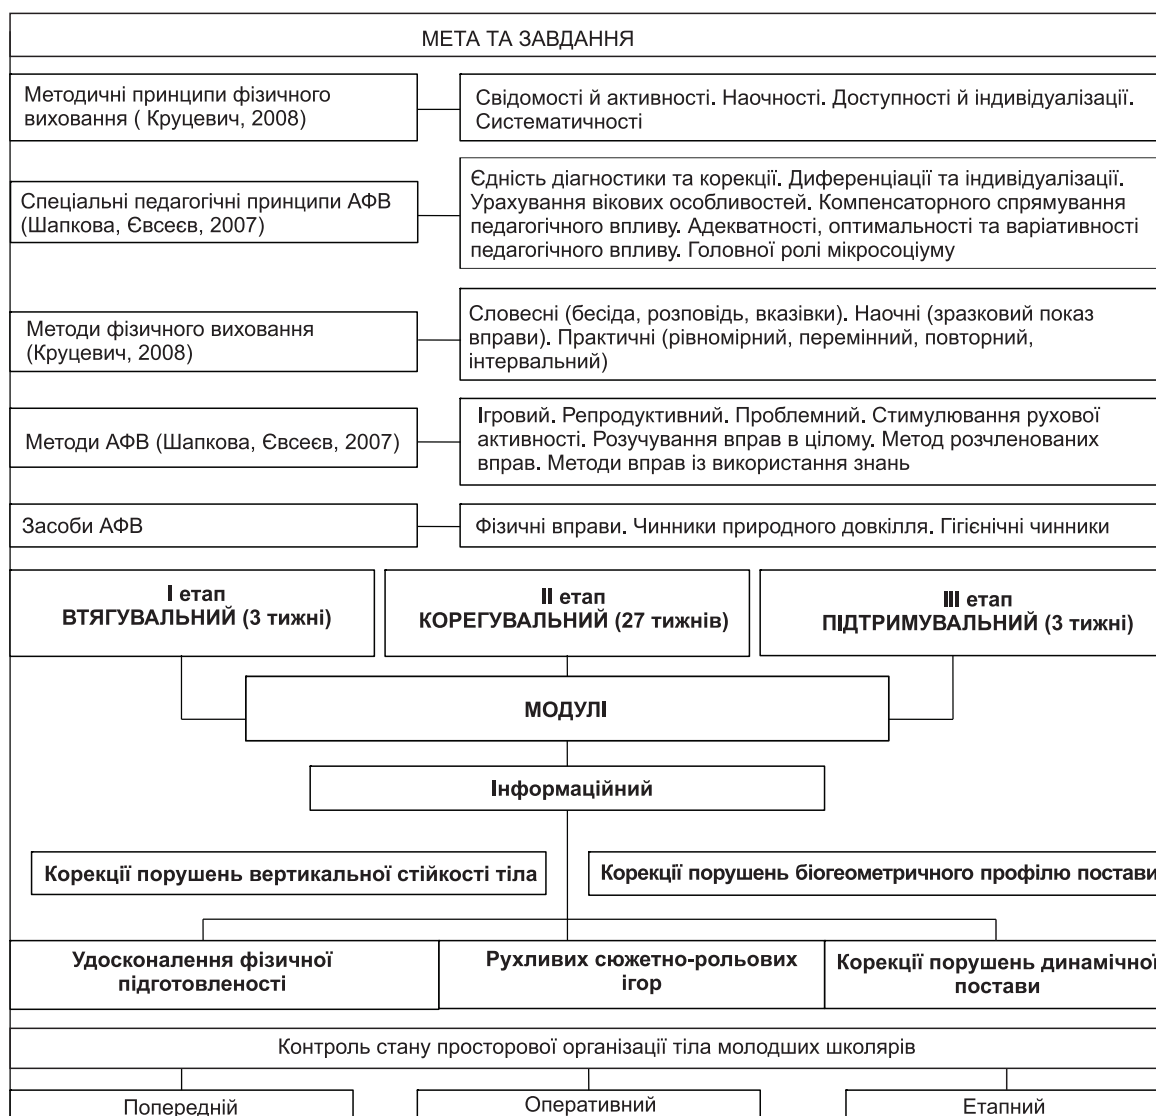 МЕТА ТА ЗАВДАННЯ
Методичні принципи фізичного
виховання ( Круцевич, 2008)
Свідомості й активності. Наочності. Доступності й індивідуалізації.
Систематичності
Спеціальні педагогічні принципи АФВ
(Шапкова, Євсеєв, 2007)
Єдність діагностики та корекції. Диференціації та індивідуалізації.
Урахування вікових особливостей. Компенсаторного спрямування
педагогічного впливу. Адекватності, оптимальності та варіативності
педагогічного впливу. Головної ролі мікросоціуму
Методи фізичного виховання
(Круцевич, 2008)
Словесні (бесіда, розповідь, вказівки). Наочні (зразковий показ
вправи). Практичні (рівномірний, перемінний, повторний,
інтервальний)
Методи АФВ (Шапкова, Євсеєв, 2007)
Ігровий. Репродуктивний. Проблемний. Стимулювання рухової
активності. Розучування вправ в цілому. Метод розчленованих
вправ. Методи вправ із використання знань
Засоби АФВ
Фізичні вправи. Чинники природного довкілля. Гігієнічні чинники
І етап
ВТЯГУВАЛЬНИЙ (3 тижні)
ІІ етап
КОРЕГУВАЛЬНИЙ (27 тижнів)
ІІІ етап
ПІДТРИМУВАЛЬНИЙ (3 тижні)
МОДУЛІ
Інформаційний
Корекції порушень вертикальної стійкості тіла
Корекції порушень біогеометричного профілю постави
Удосконалення фізичної
підготовленості
Рухливих сюжетно-рольових
ігор
Корекції порушень динамічної
постави
Контроль стану просторової організації тіла молодших школярів
Попередній
Оперативний
Етапний